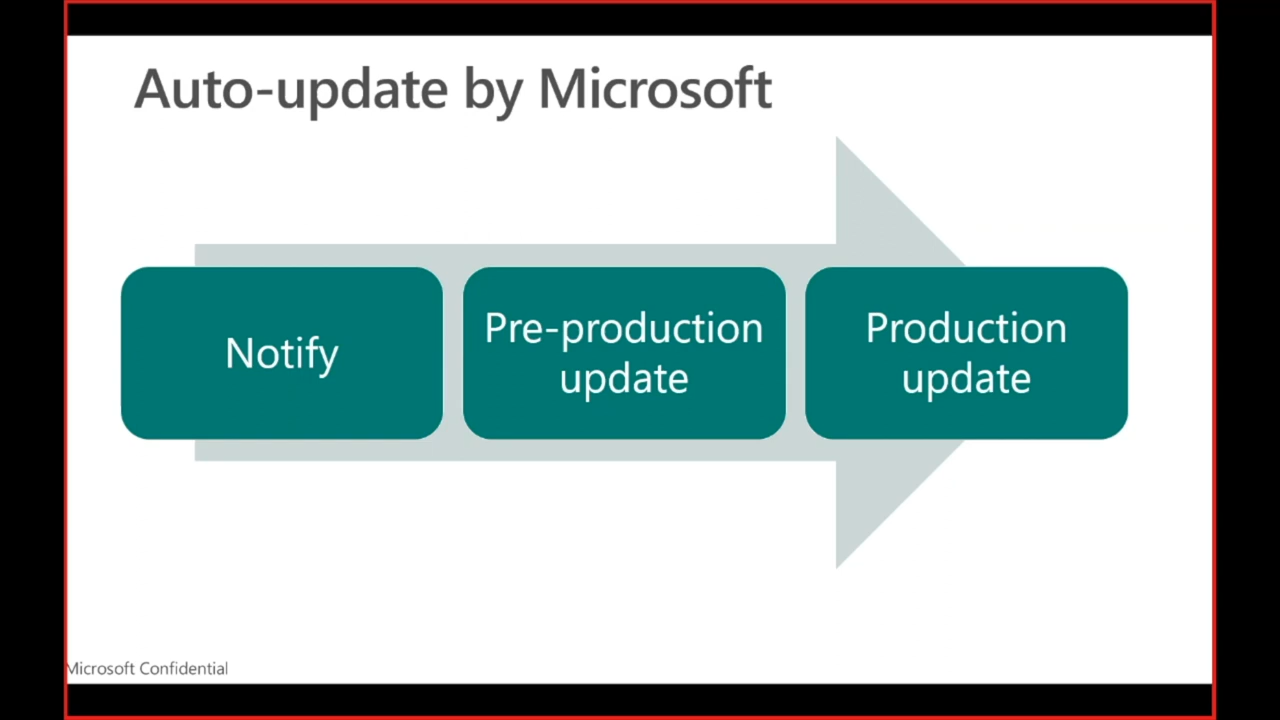 Auto-update by Microsoft
Notify
Pre-production
update
Production
update
Microsoft Confidential